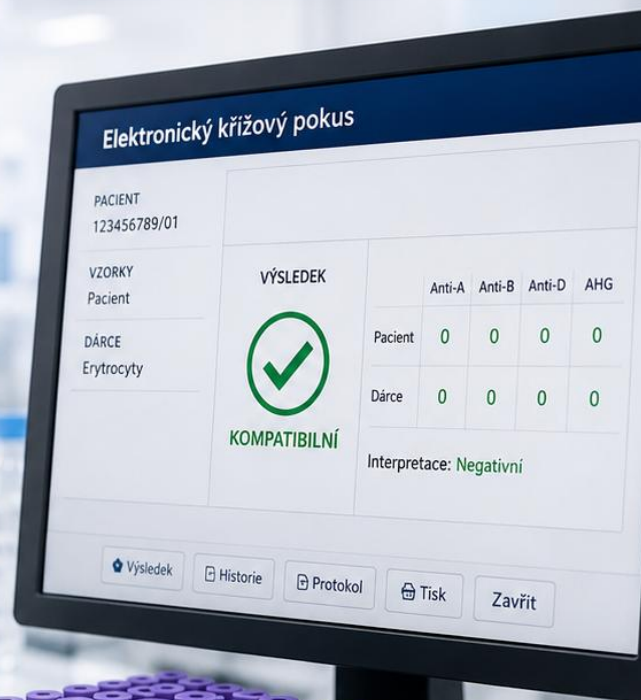 Elektronický křížový pokus
PACIENT
123456789/01
VZORKY
Pacient
DÁRCE
Erytrocyty
VÝSLEDEK
KOMPATIBILNÍ
Anti-A Anti-B Anti-D AHG
Pacient 0 0 0 0
Dárce 0 0 0 0
Interpretace: Negativní
Výsledek Historie Protokol Tisk Zavřít